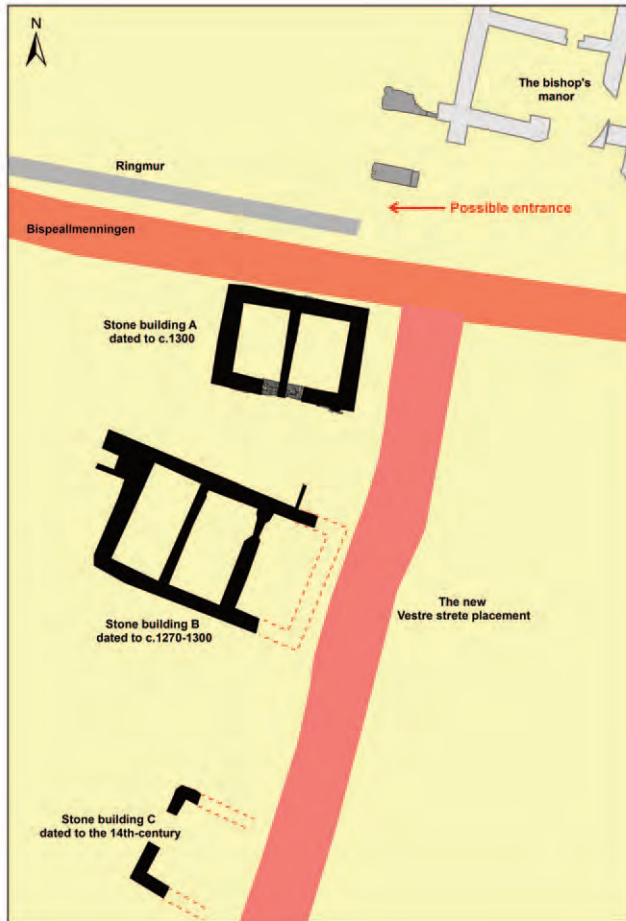 N
The bishop's
manor
Ringmur
Possible entrance
Bispeallmenningen
Stone building A
dated to c.1300
The new
Vestre strete placement
Stone building B
dated to c.1270-1300
Stone building C
dated to the 14th-century